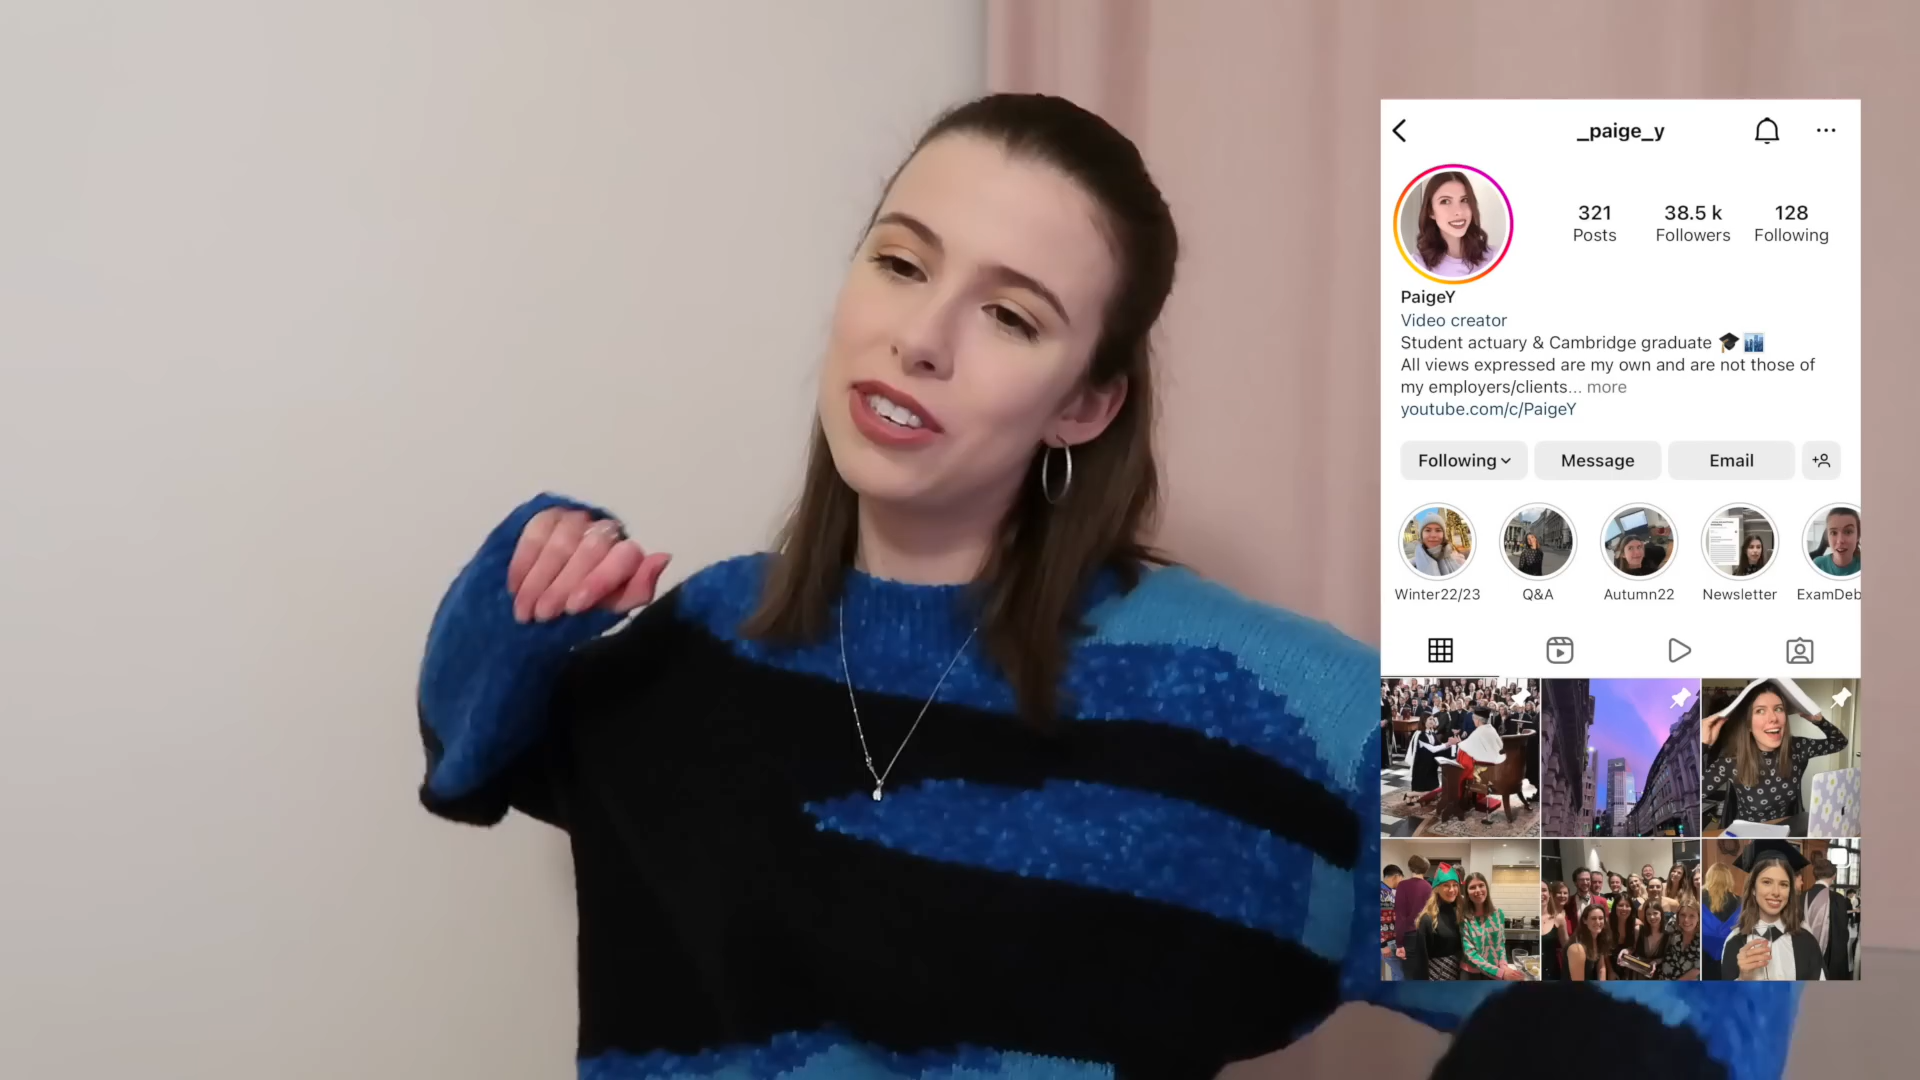 _paige_y
321 38.5 k 128
Posts Followers Following
PaigeY
Video creator
Student actuary & Cambridge graduate 🎓🏙️
All views expressed are my own and are not those of
my employers/clients... more
youtube.com/c/PaigeY
Following Message Email
Winter22/23 Q&A Autumn22 Newsletter ExamDeb